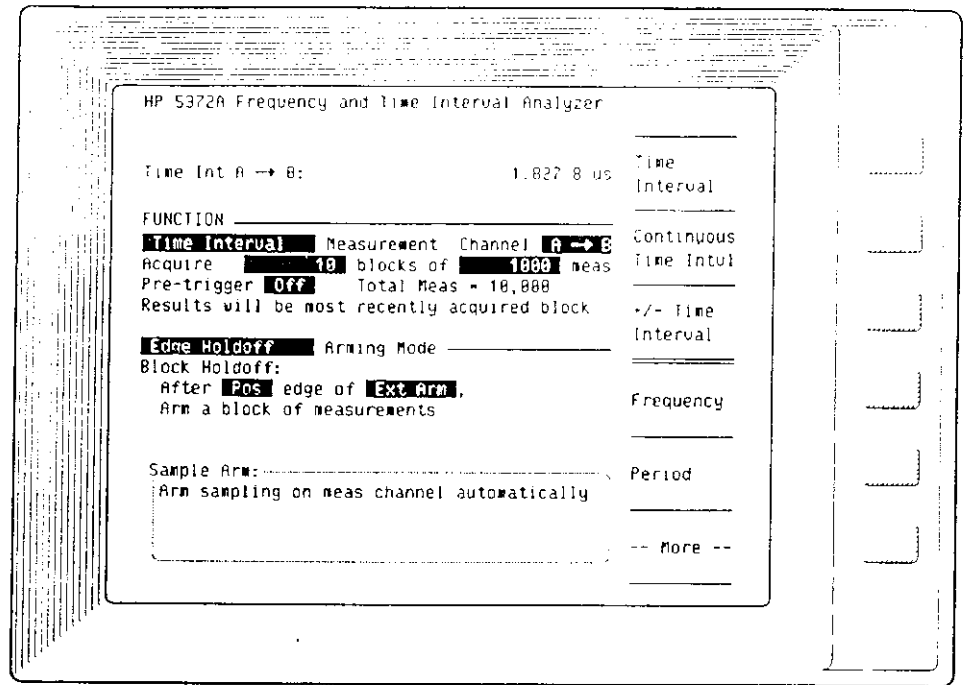 HP 5372A Frequency and Time Interval Analyzer
Time Int A → B: 1.827 8 us
FUNCTION
Time Interval Measurement Channel A → B
Acquire 10 blocks of 1000 meas
Pre-trigger Off Total Meas = 10,000
Results will be most recently acquired block
Edge Holdoff Arming Mode
Block Holdoff:
After Pos edge of Ext Arm,
Arm a block of measurements
Sample Arm:
Arm sampling on meas channel automatically
Time
Interval
Continuous
Time Intvl
+/- Time
Interval
Frequency
Period
-- More --